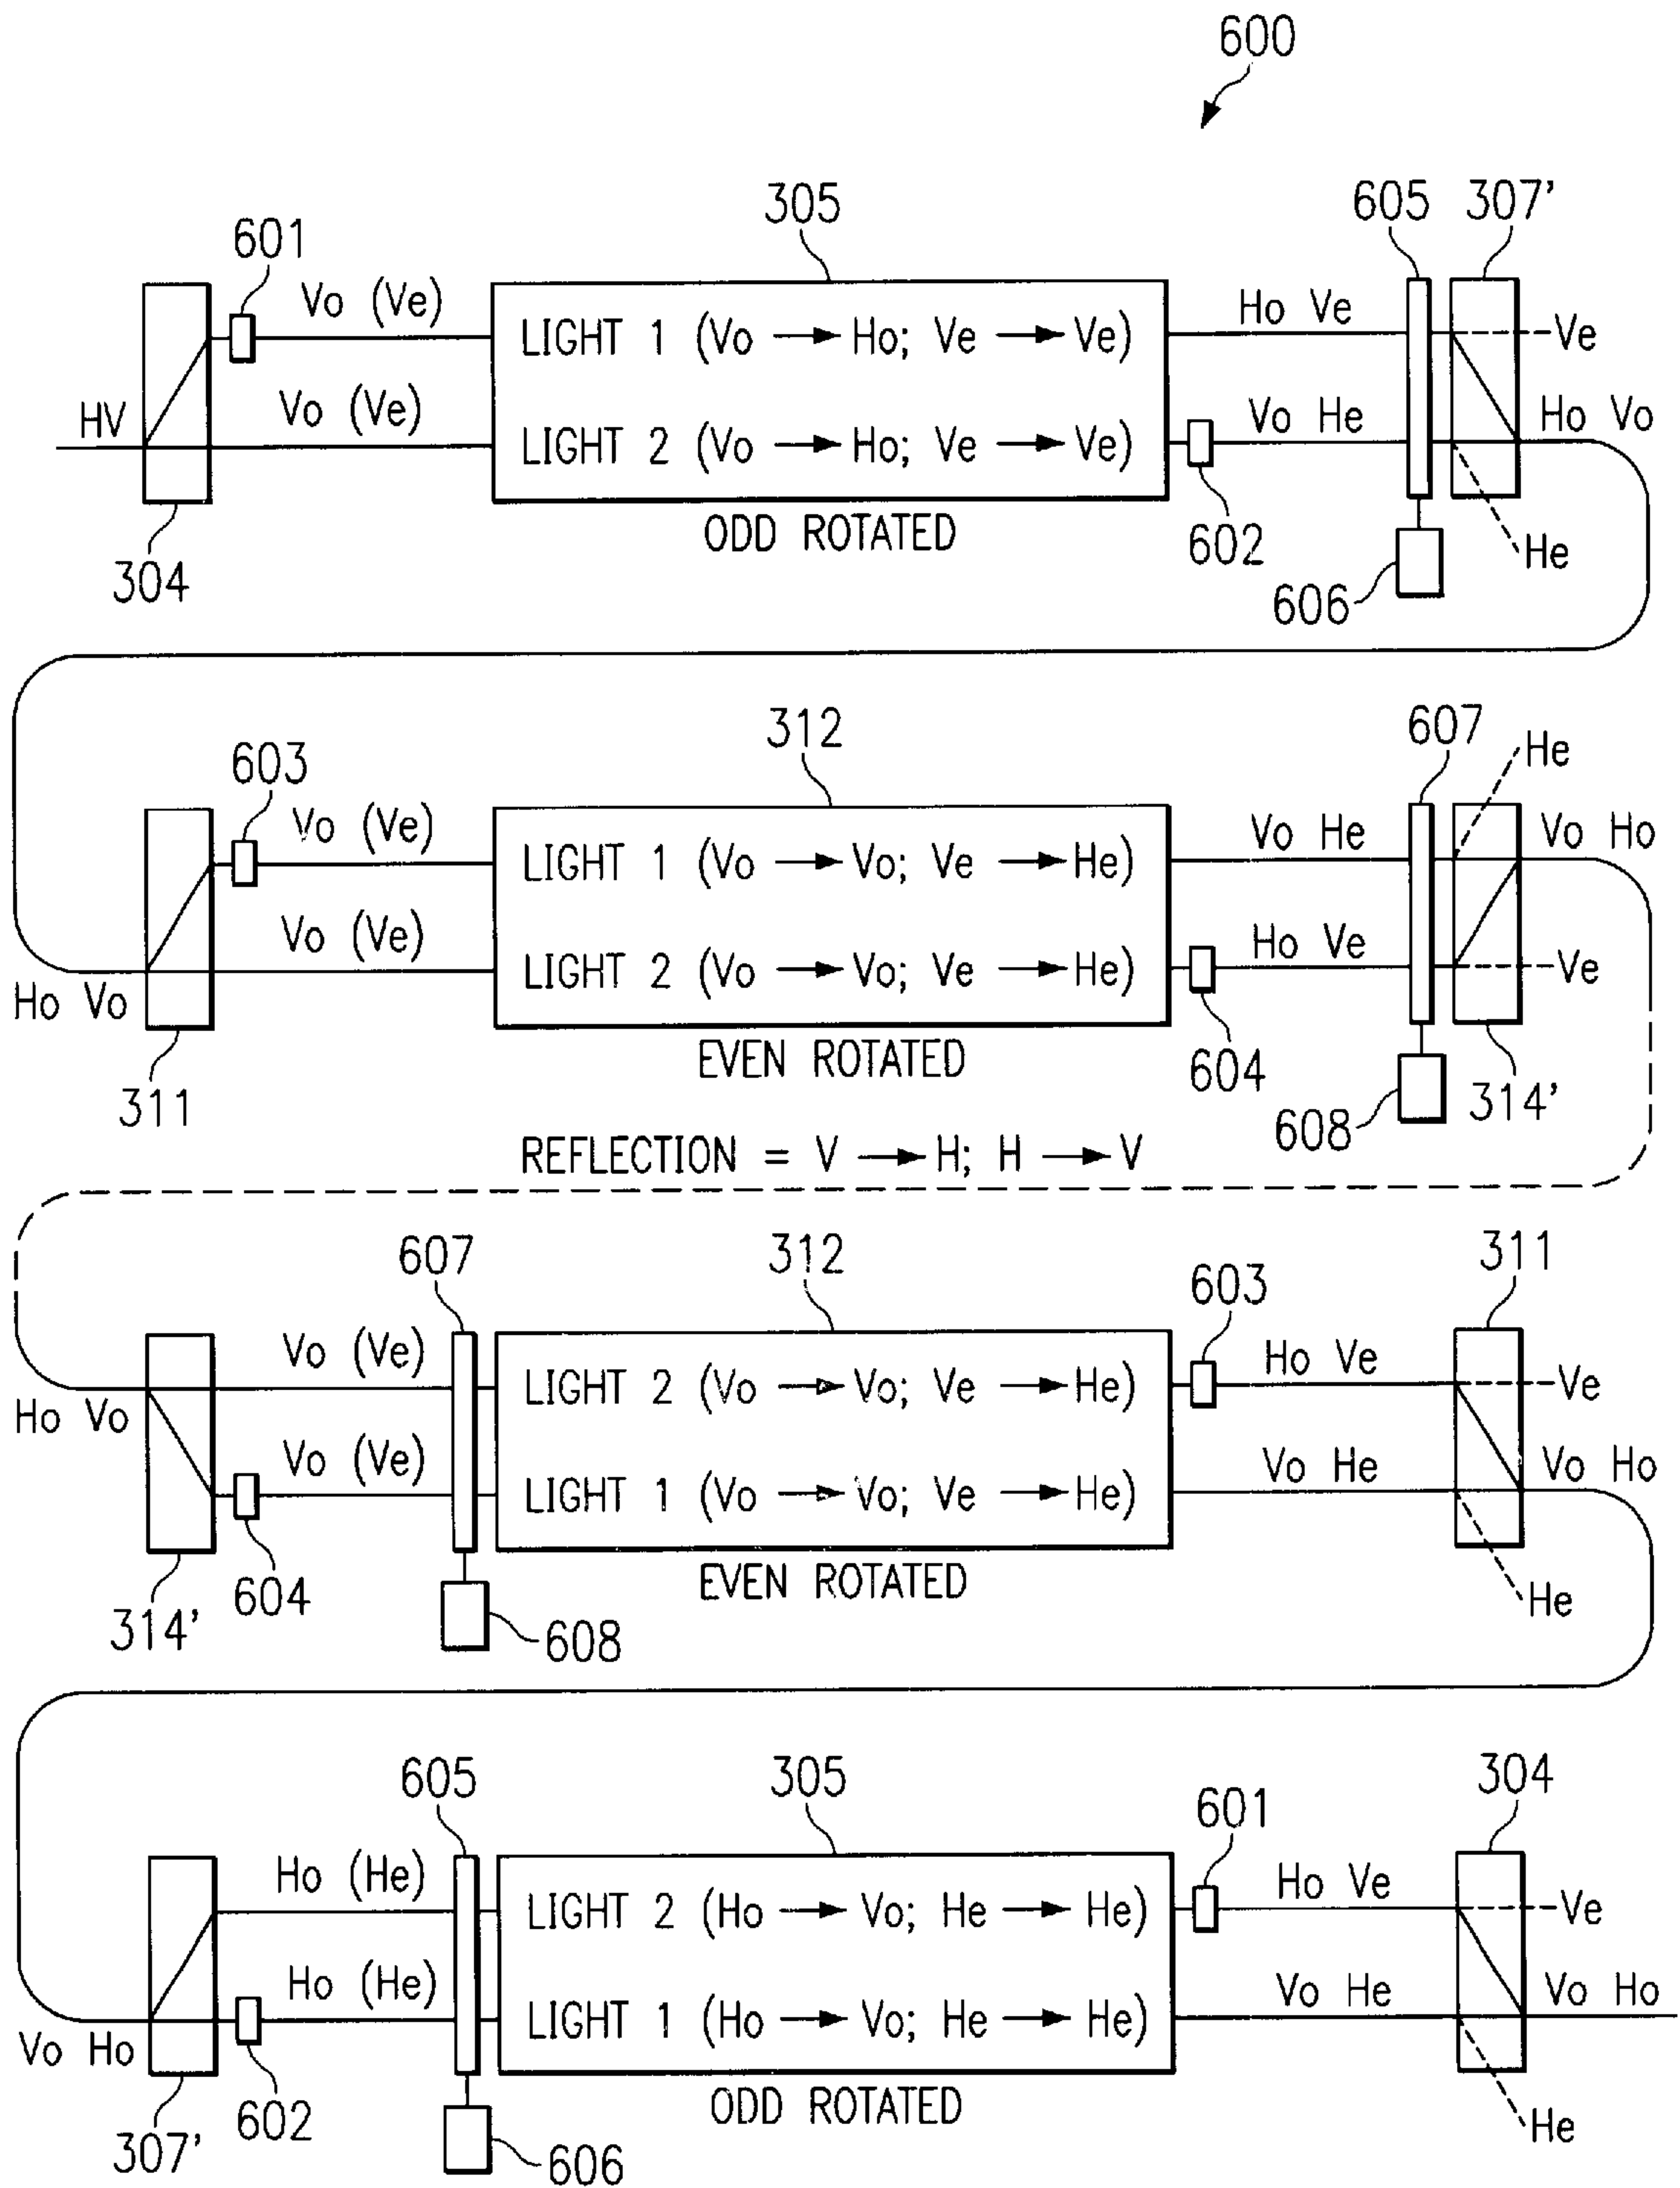 600
305
605 307'
601
Vo (Ve)
LIGHT 1 (Vo → Ho; Ve → Ve)
Ho Ve
Ve
HV
Vo (Ve)
LIGHT 2 (Vo → Ho; Ve → Ve)
Vo He
Ho Vo
ODD ROTATED
602
He
304
606
312
607
He
603
Vo (Ve)
LIGHT 1 (Vo → Vo; Ve → He)
Vo He
Vo Ho
Vo (Ve)
LIGHT 2 (Vo → Vo; Ve → He)
Ho Ve
Ve
Ho Vo
EVEN ROTATED
604
311
608
314'
REFLECTION = V → H; H → V
607
312
311
603
Vo (Ve)
LIGHT 2 (Vo → Vo; Ve → He)
Ho Ve
Ve
Ho Vo
Vo (Ve)
LIGHT 1 (Vo → Vo; Ve → He)
Vo He
Vo Ho
EVEN ROTATED
604
He
314'
608
605
305
304
601
Ho (He)
LIGHT 2 (Ho → Vo; He → He)
Ho Ve
Ve
Ho (He)
LIGHT 1 (Ho → Vo; He → He)
Vo He
Vo Ho
Vo Ho
ODD ROTATED
602
307'
606
He